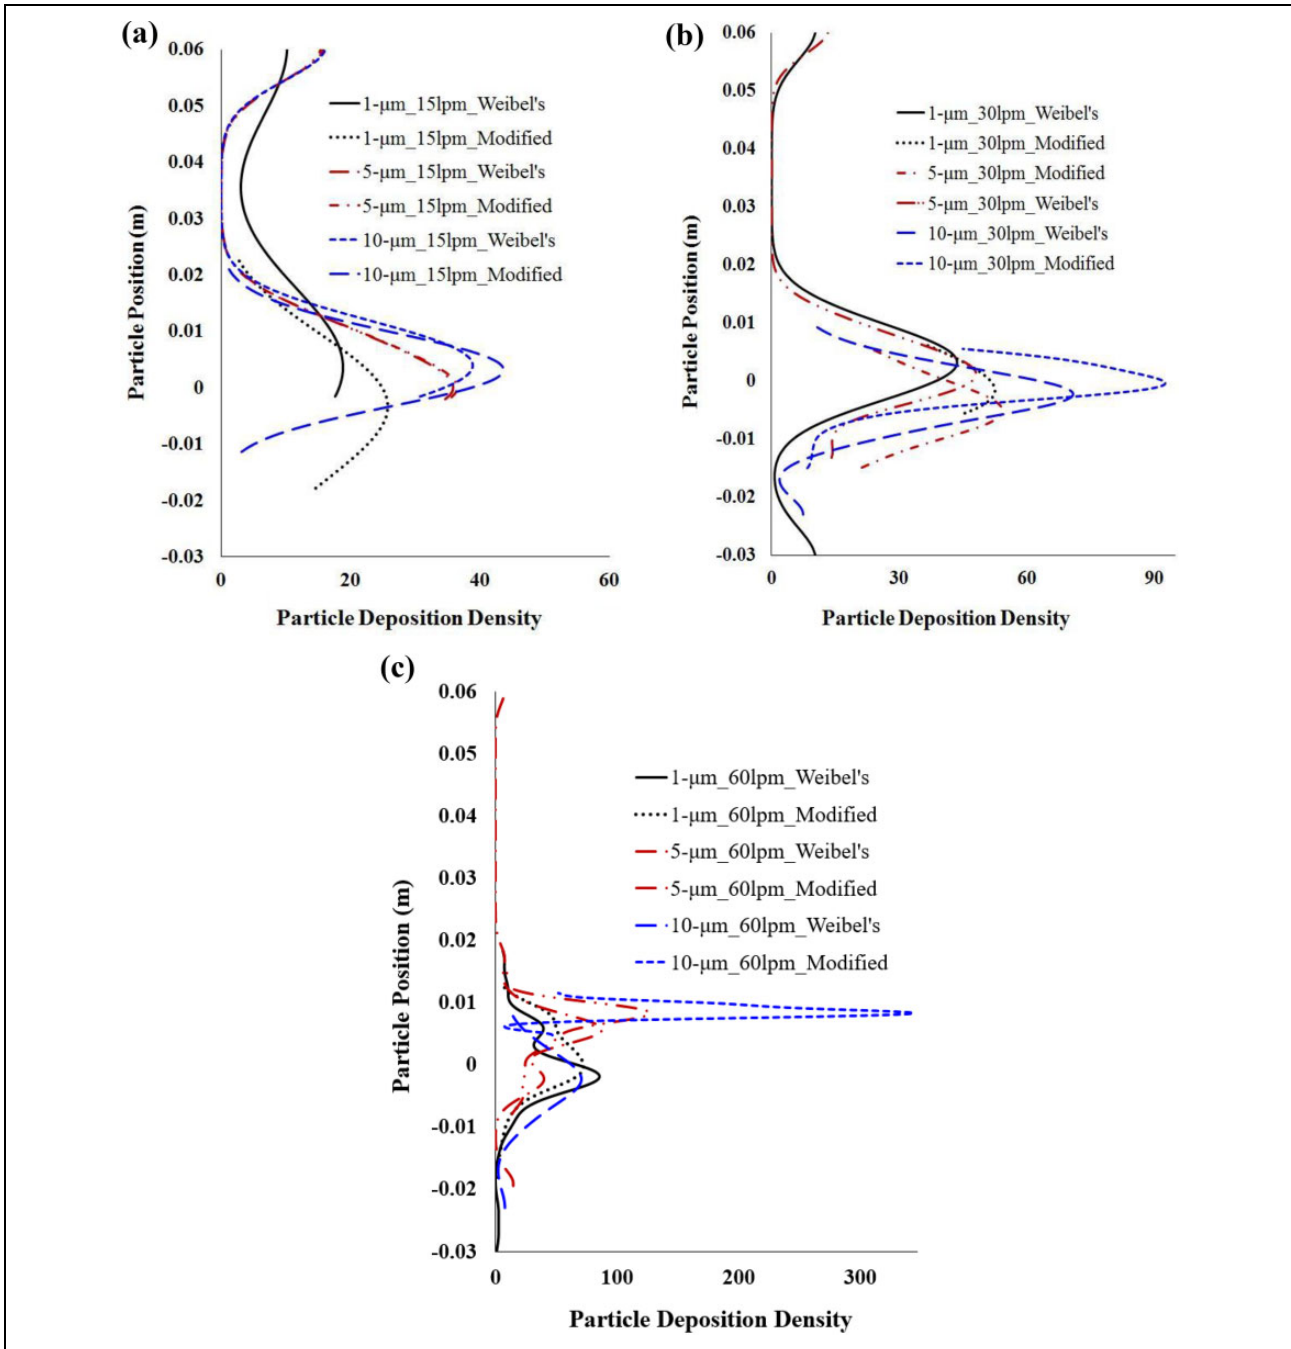 (a)
0.06
0.05
0.04
0.03
0.02
0.01
0
-0.01
-0.02
-0.03
Particle Position (m)
1-μm_15lpm_Weibel's
1-μm_15lpm_Modified
5-μm_15lpm_Weibel's
5-μm_15lpm_Modified
10-μm_15lpm_Weibel's
10-μm_15lpm_Modified
0 20 40 60
Particle Deposition Density
(b)
0.06
0.05
0.04
0.03
0.02
0.01
0
-0.01
-0.02
-0.03
Particle Position (m)
1-μm_30lpm_Weibel's
1-μm_30lpm_Modified
5-μm_30lpm_Modified
5-μm_30lpm_Weibel's
10-μm_30lpm_Weibel's
10-μm_30lpm_Modified
0 30 60 90
Particle Deposition Density
(c)
0.06
0.05
0.04
0.03
0.02
0.01
0
-0.01
-0.02
-0.03
Particle Position (m)
1-μm_60lpm_Weibel's
1-μm_60lpm_Modified
5-μm_60lpm_Weibel's
5-μm_60lpm_Modified
10-μm_60lpm_Weibel's
10-μm_60lpm_Modified
0 100 200 300
Particle Deposition Density